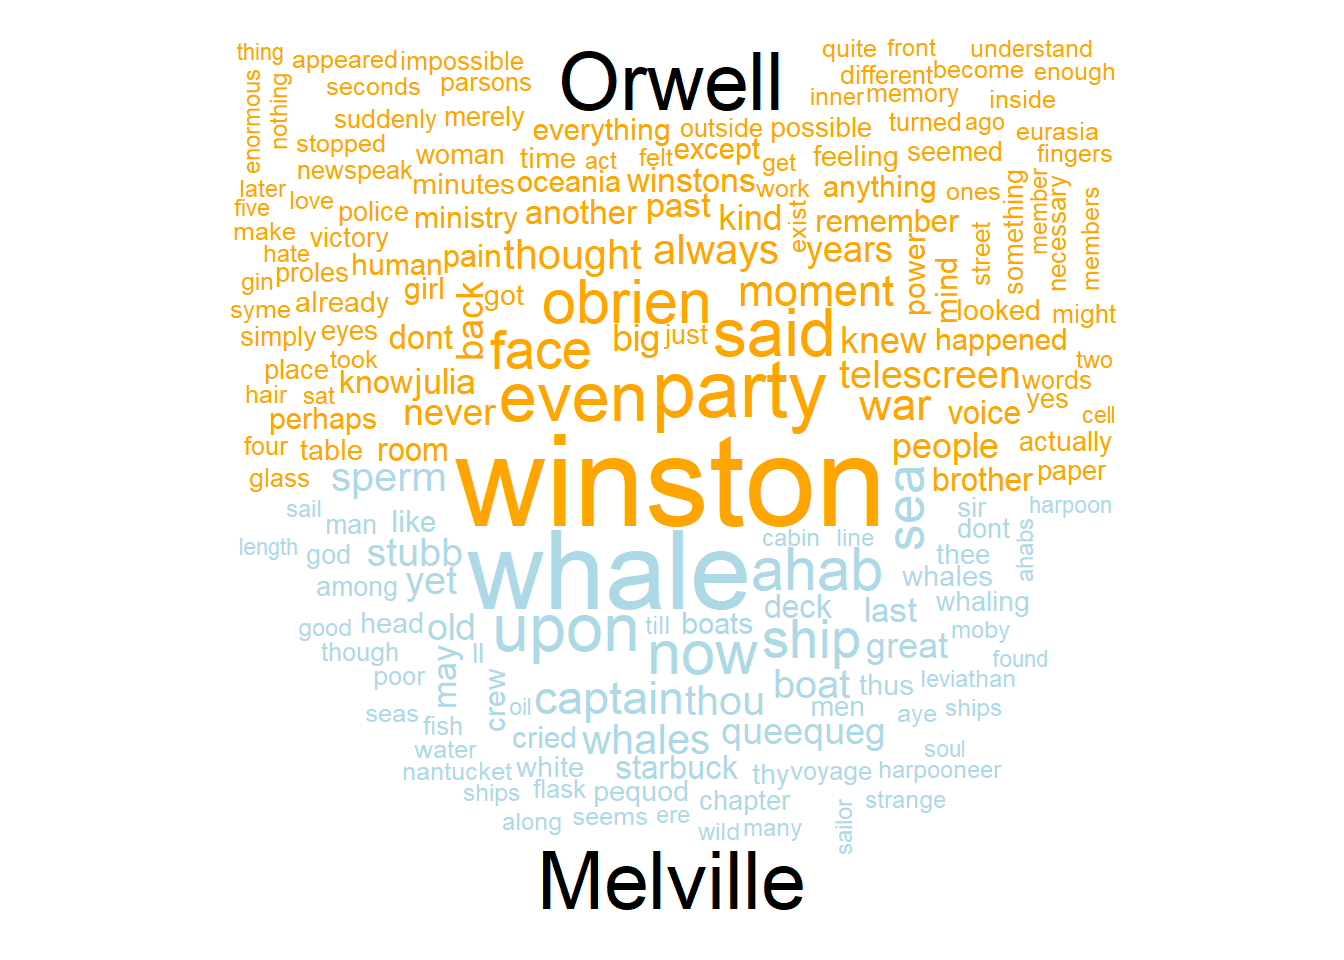 Orwell
thing appeared impossible quite front understand
enormous nothing seconds parsons different become enough
inner memory inside
suddenly merely everything outside possible turned ago eurasia
stopped woman time act felt except get feeling seemed fingers
newspeak minutes oceania winstons work anything ones something member necessary members
later love
five police ministry another past kind exist remember
make victory thought always years power mind street
hate human pain
gin proles girl back got obrien moment looked might
syme already
simply eyes dont face big just said knew happened
place took know julia even party telescreen words two
hair sat yes
perhaps never war voice cell
four table room winston people actually
glass brother paper
sperm sea
sail man like sir harpoon
length god stubb whale ahab cabin line dont ahabs
among yet whales thee
deck last whaling
good head old upon till boats ship great moby
though may ll now found
poor crew captain thou boat thus leviathan
seas oil men aye ships
fish cried whales queequeg
water soul
nantucket white starbuck thy voyage harpooneer
ships flask pequod chapter strange
along seems ere wild many sailor
Melville